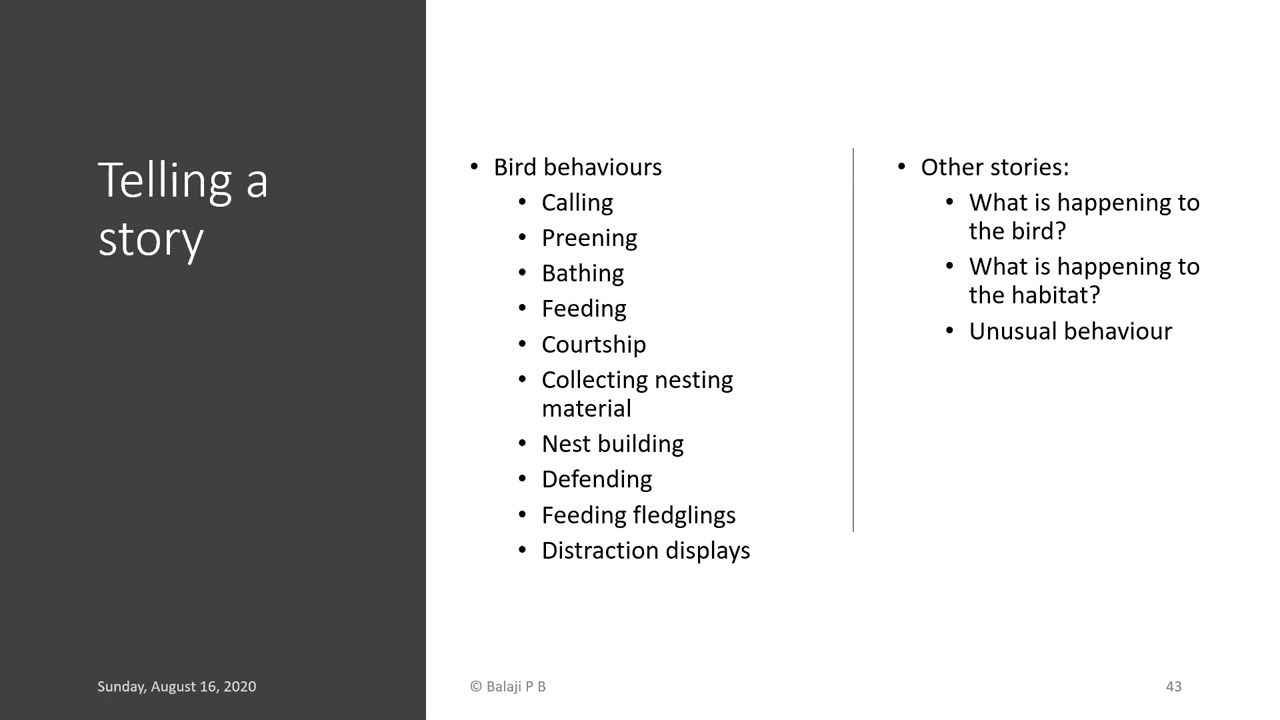 Telling a
story
• Bird behaviours
• Calling
• Preening
• Bathing
• Feeding
• Courtship
• Collecting nesting
material
• Nest building
• Defending
• Feeding fledglings
• Distraction displays
• Other stories:
• What is happening to
the bird?
• What is happening to
the habitat?
• Unusual behaviour
Sunday, August 16, 2020
© Balaji P B
43